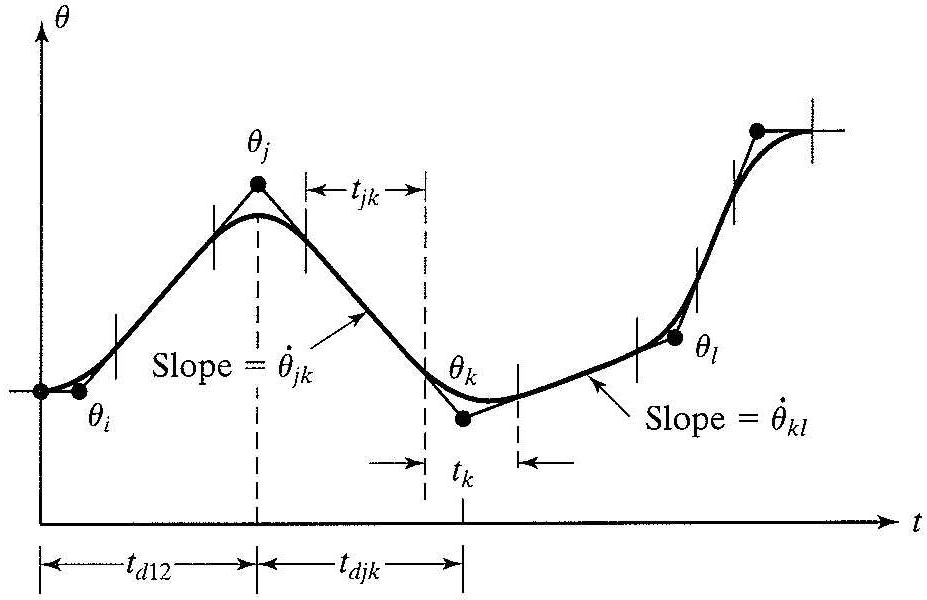 θ
θ_j
t_jk
Slope = θ̇_jk
θ_k
θ_i
θ_l
Slope = θ̇_kl
t_k
t
t_d12
t_djk